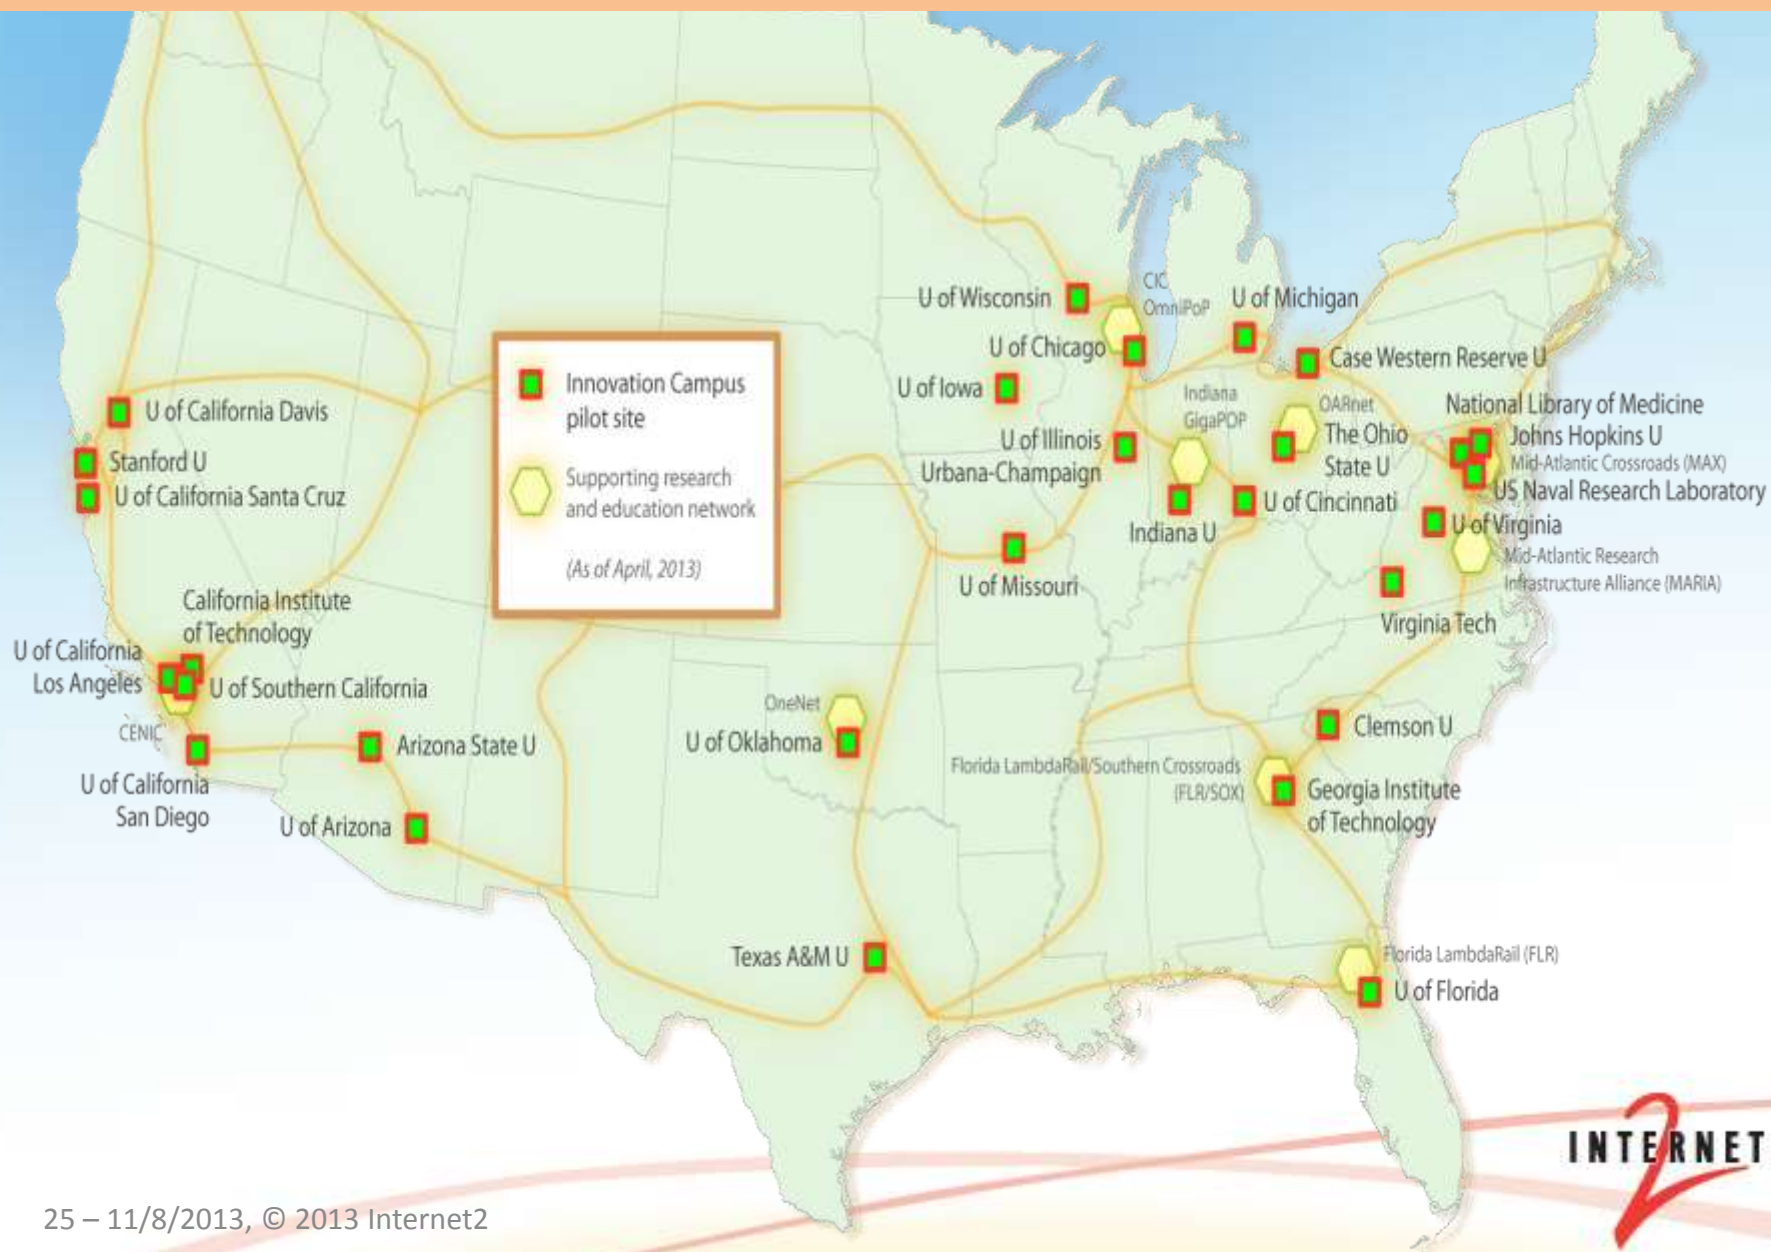 CIC
OmniPoP
U of Wisconsin
U of Michigan
U of Chicago
Case Western Reserve U
U of Iowa
Indiana
GigaPOP
OARnet
The Ohio
State U
National Library of Medicine
Johns Hopkins U
Mid-Atlantic Crossroads (MAX)
US Naval Research Laboratory
U of Illinois
Urbana-Champaign
Indiana U
U of Cincinnati
U of Virginia
Mid-Atlantic Research
Infrastructure Alliance (MARIA)
Virginia Tech
U of Missouri
Innovation Campus
pilot site
Supporting research
and education network
(As of April, 2013)
U of California Davis
Stanford U
U of California Santa Cruz
California Institute
of Technology
U of California
Los Angeles
U of Southern California
CENIC
U of California
San Diego
Arizona State U
U of Arizona
OneNet
U of Oklahoma
Texas A&M U
Florida LambdaRail/Southern Crossroads
(FLR/SOX)
Clemson U
Georgia Institute
of Technology
Florida LambdaRail (FLR)
U of Florida
INTERNET
2
25 – 11/8/2013, © 2013 Internet2